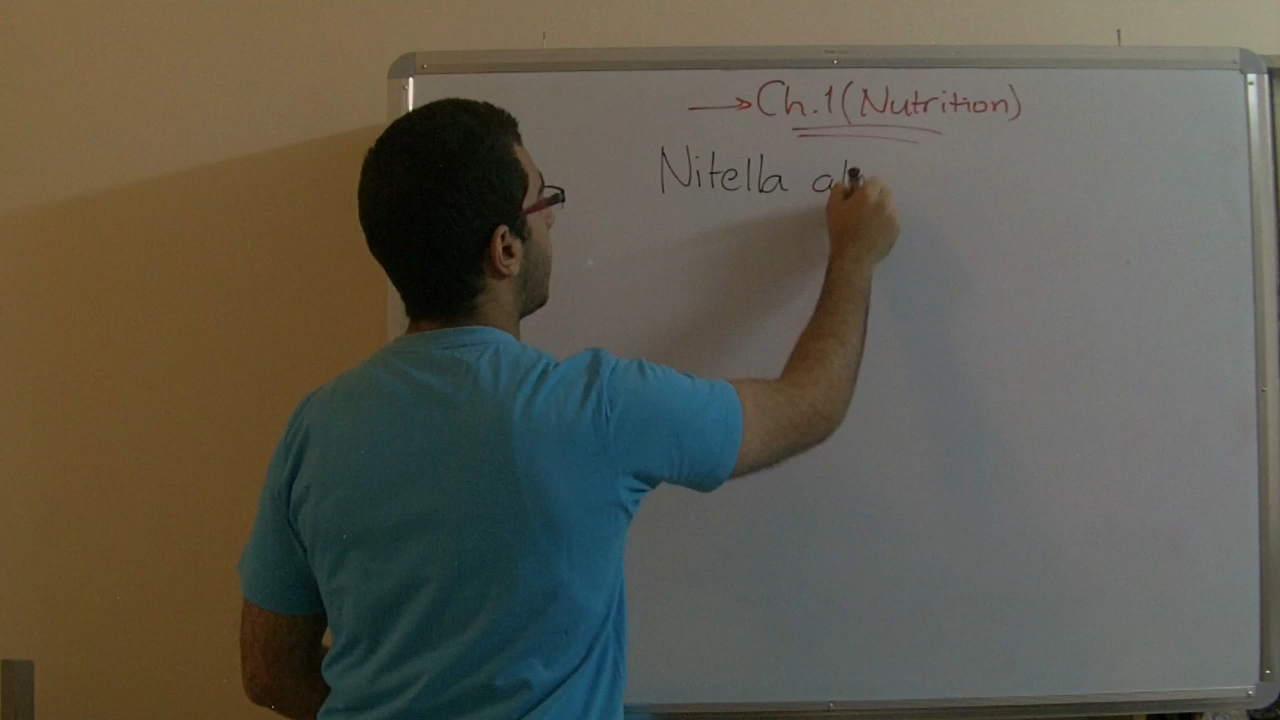 → Ch.1 (Nutrition)
Nitella